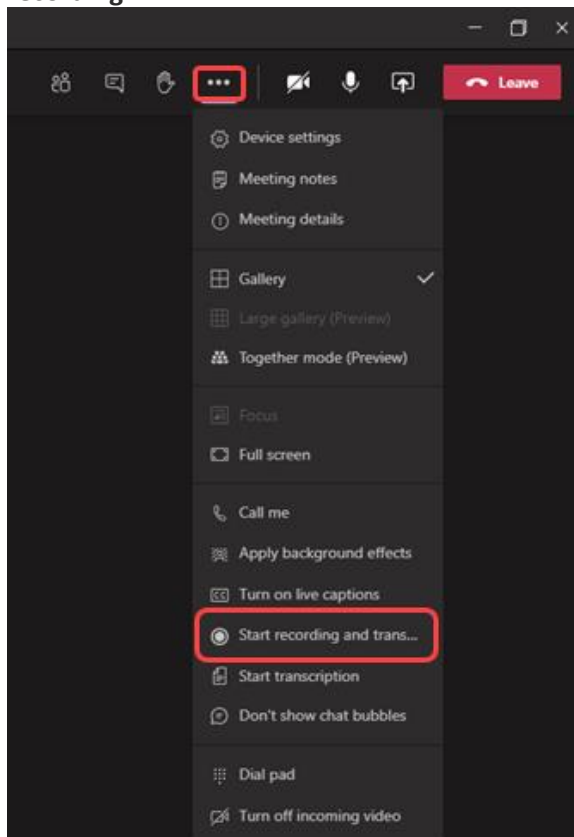 Leave
Device settings
Meeting notes
Meeting details
Gallery
Large gallery (Preview)
Together mode (Preview)
Focus
Full screen
Call me
Apply background effects
CC Turn on live captions
Start recording and trans...
Start transcription
Don't show chat bubbles
Dial pad
Turn off incoming video